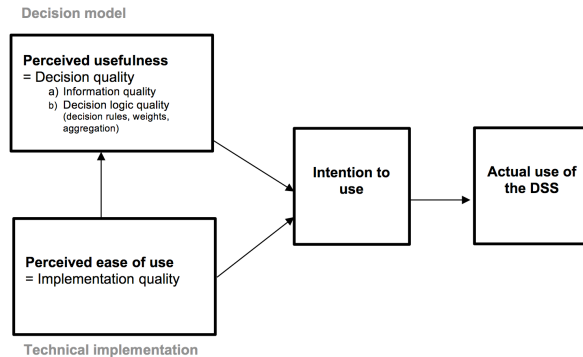 Decision model
Perceived usefulness
= Decision quality
a) Information quality
b) Decision logic quality
(decision rules, weights,
aggregation)
Intention to
use
Actual use of
the DSS
Perceived ease of use
= Implementation quality
Technical implementation